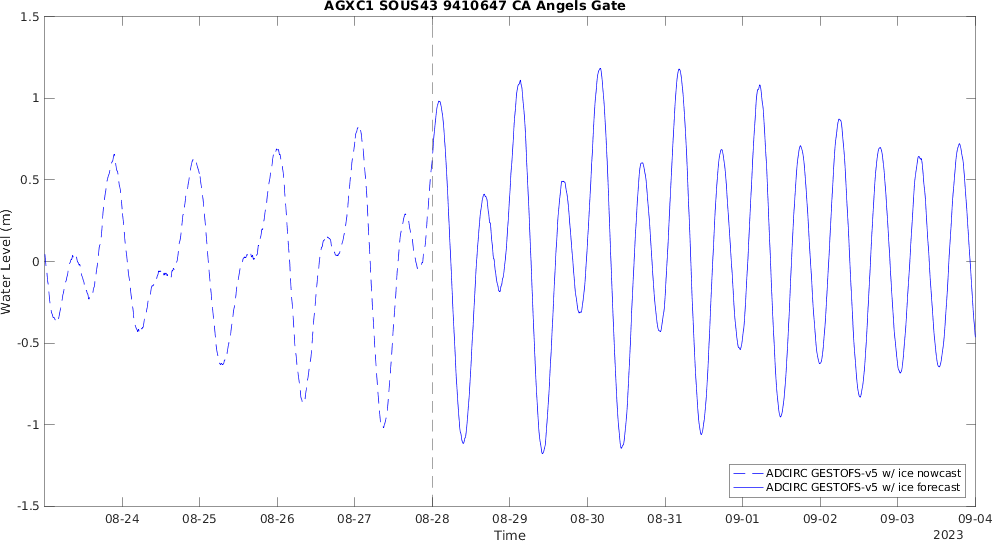 AGXC1 SOUS43 9410647 CA Angels Gate
1.5
1
0.5
0
-0.5
-1
-1.5
Water Level (m)
08-24 08-25 08-26 08-27 08-28 08-29 08-30 08-31 09-01 09-02 09-03 09-04
2023
Time
ADCIRC GESTOFS-v5 w/ ice nowcast
ADCIRC GESTOFS-v5 w/ ice forecast